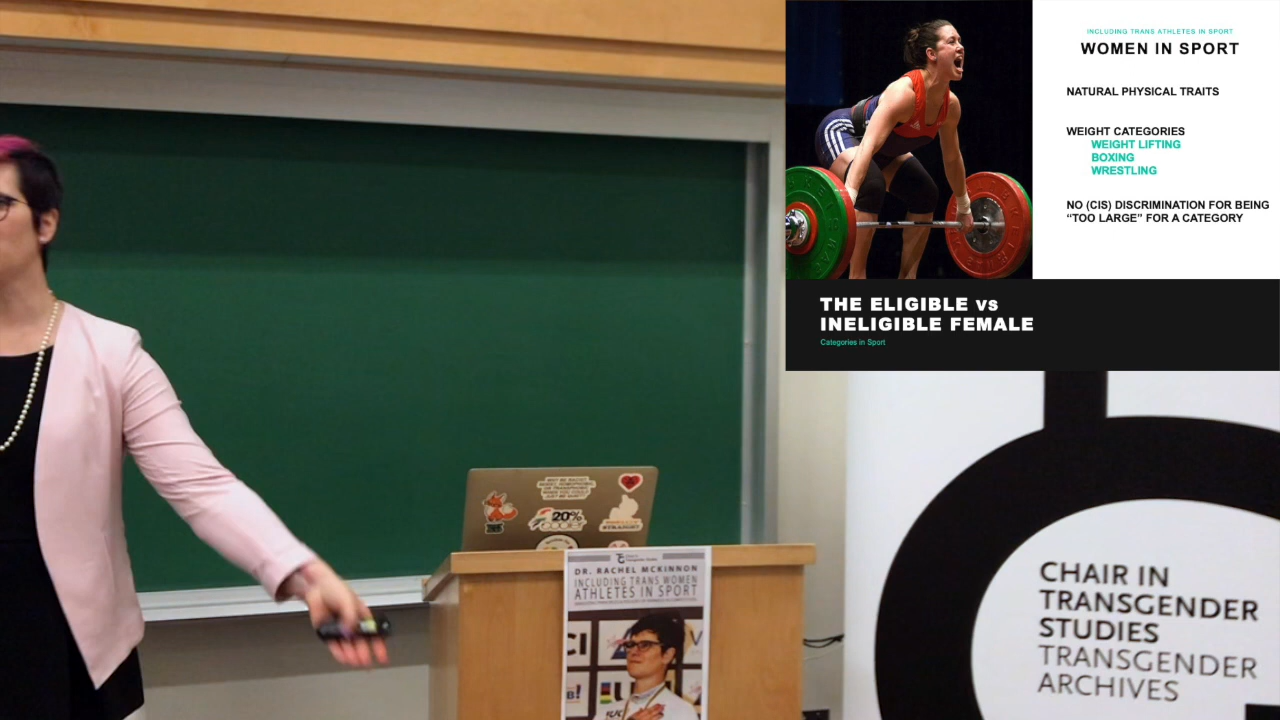 INCLUDING TRANS ATHLETES IN SPORT
WOMEN IN SPORT
NATURAL PHYSICAL TRAITS
WEIGHT CATEGORIES
WEIGHT LIFTING
BOXING
WRESTLING
NO (CIS) DISCRIMINATION FOR BEING
“TOO LARGE” FOR A CATEGORY
THE ELIGIBLE vs
INELIGIBLE FEMALE
Categories in Sport
20%
COOLER
DR. RACHEL MCKINNON
INCLUDING TRANS WOMEN
ATHLETES IN SPORT
CHAIR IN
TRANSGENDER
STUDIES
TRANSGENDER
ARCHIVES